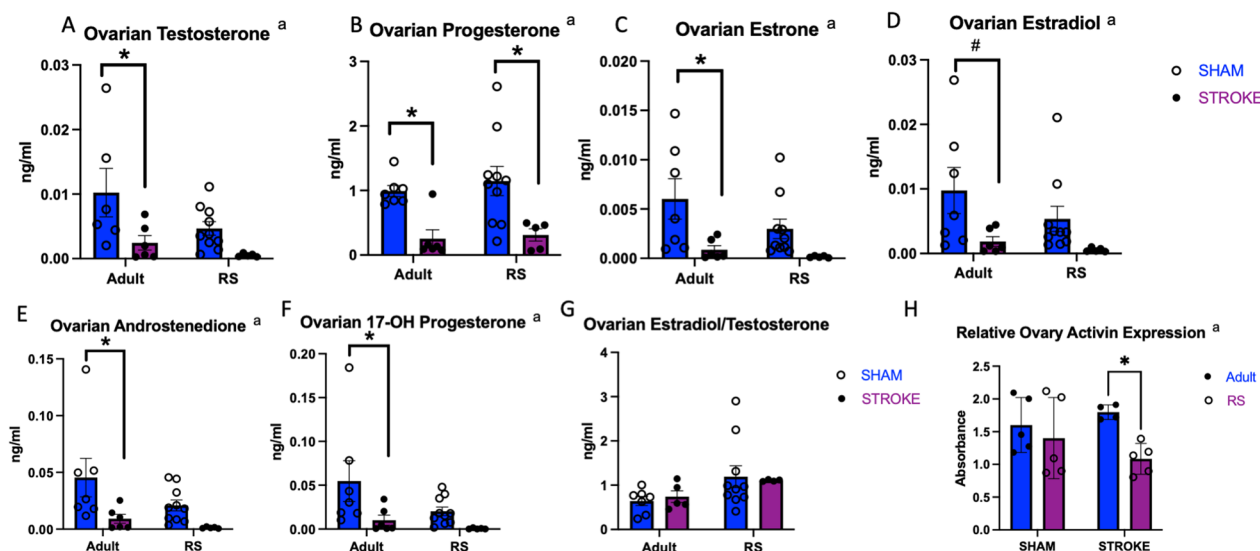 A
Ovarian Testosterone a
*
0.03
0.02
0.01
0.00
ng/ml
Adult
RS
B
Ovarian Progesterone a
*
*
3
2
1
0
ng/ml
Adult
RS
C
Ovarian Estrone a
*
0.020
0.015
0.010
0.005
0.000
ng/ml
Adult
RS
D
Ovarian Estradiol a
#
0.03
0.02
0.01
0.00
ng/ml
Adult
RS
SHAM
STROKE
E
Ovarian Androstenedione a
*
0.15
0.10
0.05
0.00
ng/ml
Adult
RS
F
Ovarian 17-OH Progesterone a
*
0.20
0.15
0.10
0.05
0.00
ng/ml
Adult
RS
G
Ovarian Estradiol/Testosterone
4
3
2
1
0
ng/ml
Adult
RS
SHAM
STROKE
H
Relative Ovary Activin Expression a
*
2.5
2.0
1.5
1.0
0.5
0.0
Absorbance
SHAM
STROKE
Adult
RS